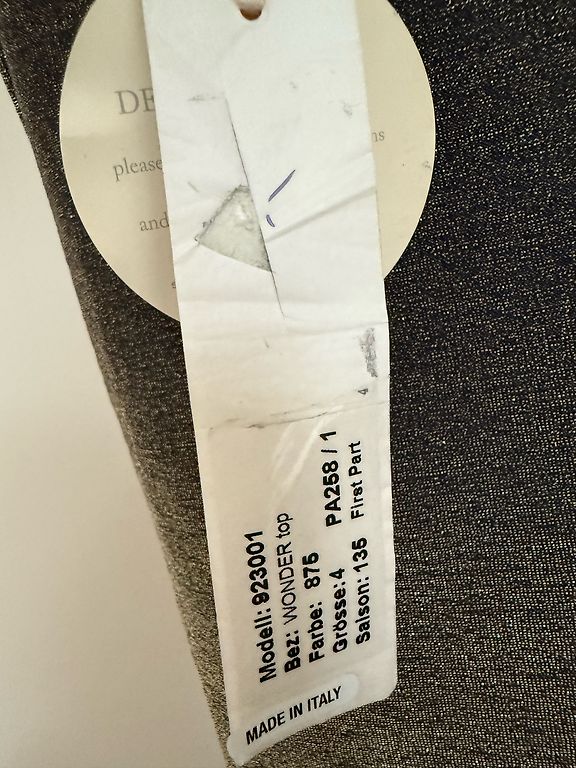 DE
please
ns
and
4
Modell: 923001
Bez: WONDER top
Farbe: 875
Grösse: 4 PA258 / 1
Saison: 135 First Part
MADE IN ITALY